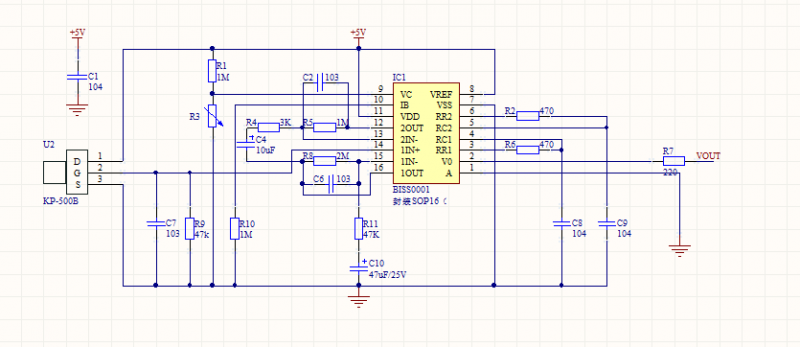 +5V
C1
104
U2
D
G
S
1
2
3
KP-500B
R1
1M
R3
C7
103
R9
47k
R10
1M
+5V
C2
103
R4
3K
R5
1M
C4
10uF
R8
2M
C6
103
R11
47K
C10
47uF/25V
IC1
9 VC VREF 8
10 IB VSS 7
11 VDD RR2 6
12 2OUT RC2 5
13 2IN- RC1 4
14 1IN+ RR1 3
15 1IN- V0 2
16 1OUT A 1
BISS0001
封装SOP16（
R2
470
R6
470
C8
104
C9
104
R7
220
VOUT